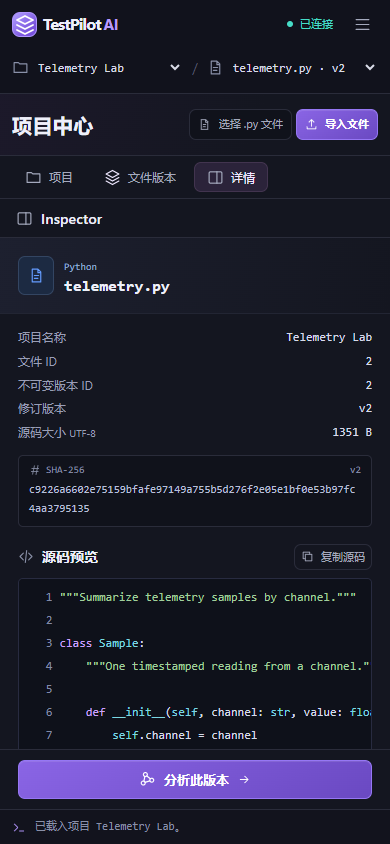 TestPilot AI
已连接
Telemetry Lab / telemetry.py · v2
项目中心
选择 .py 文件
导入文件
项目
文件版本
详情
Inspector
Python
telemetry.py
项目名称 Telemetry Lab
文件 ID 2
不可变版本 ID 2
修订版本 v2
源码大小 UTF-8 1351 B
# SHA-256 v2
c9226a6602e75159bfafe97149a755b5d276f2e05e1bf0e53b97fc
4aa3795135
源码预览
复制源码
1 """Summarize telemetry samples by channel."""
2
3 class Sample:
4 """One timestamped reading from a channel."
5
6 def __init__(self, channel: str, value: floa
7 self.channel = channel
分析此版本 →
已载入项目 Telemetry Lab。